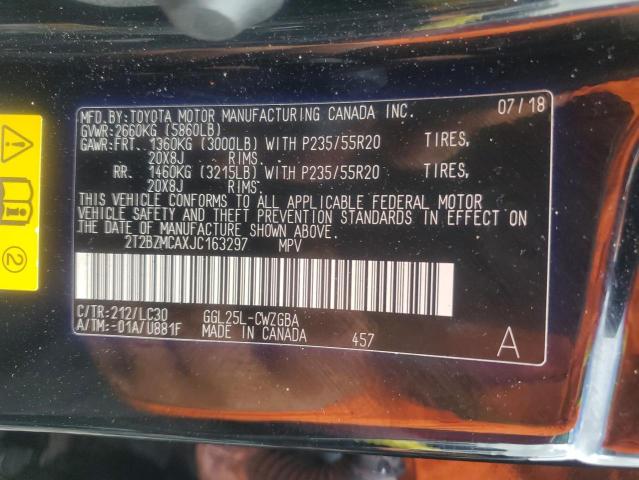 MFD.BY:TOYOTA MOTOR MANUFACTURING CANADA INC. 07/18
GVWR:2660KG (5860LB)
GAWR:FRT. 1360KG (3000LB) WITH P235/55R20 TIRES,
20X8J RIMS.
RR. 1460KG (3215LB) WITH P235/55R20 TIRES,
20X8J RIMS.
THIS VEHICLE CONFORMS TO ALL APPLICABLE FEDERAL MOTOR
VEHICLE SAFETY AND THEFT PREVENTION STANDARDS IN EFFECT
ON THE DATE OF MANUFACTURE SHOWN ABOVE.
2T2BZMCAXJC163297 MPV
C/TR:212/LC30 GGL25L-CWZGBA
A/TM:-01A/U881F MADE IN CANADA 457 A
2